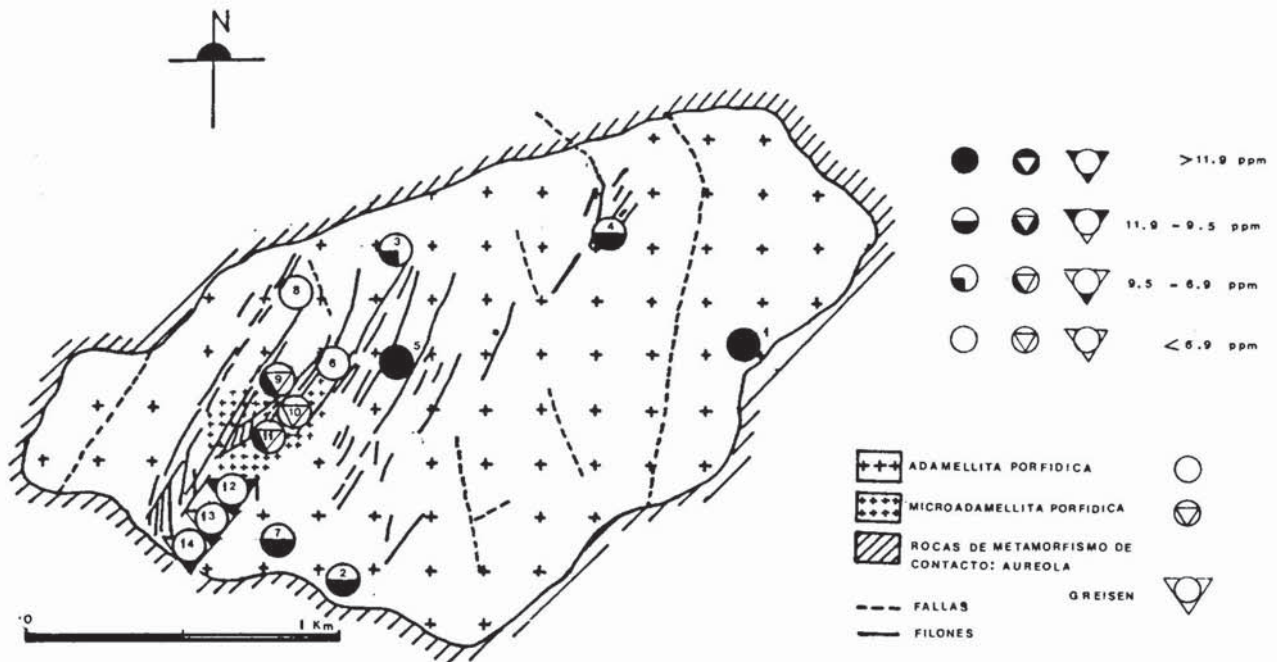 N
>11.9 ppm
11.9 - 9.5 ppm
9.5 - 6.9 ppm
<6.9 ppm
4
3
8
1
5
6
9
10
11
12
13
14
7
2
ADAMELLITA PORFIDICA
MICROADAMELLITA PORFIDICA
ROCAS DE METAMORFISMO DE
CONTACTO: AUREOLA
GREISEN
FALLAS
FILONES
0 1 Km